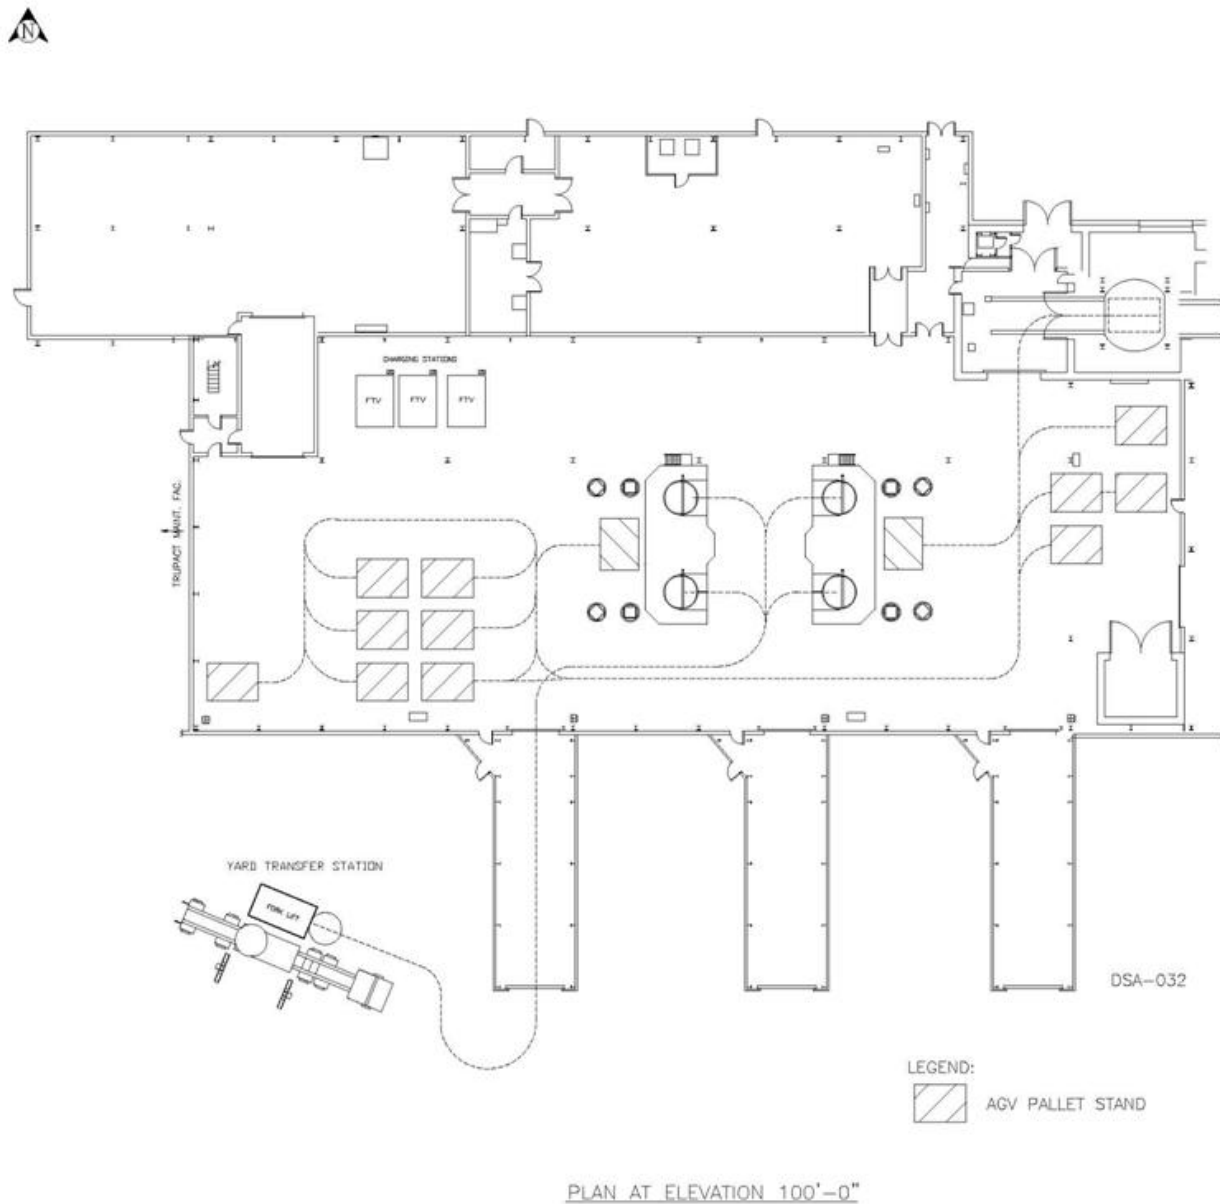 N
CHARGING STATIONS
FTV
FTV
FTV
TRUPACT MAINT. FAC.
YARD TRANSFER STATION
FORK LIFT
DSA-032
LEGEND:
AGV PALLET STAND
PLAN AT ELEVATION 100'-0"